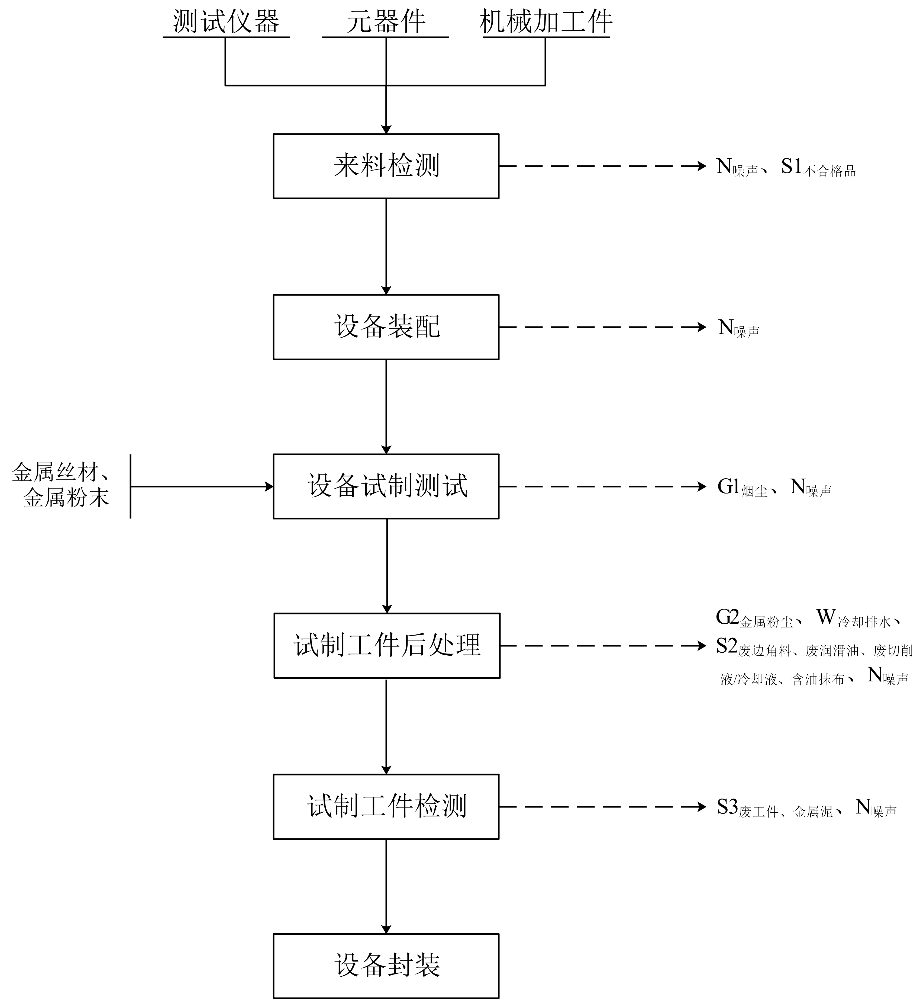 测试仪器
元器件
机械加工件
来料检测
N噪声、S1不合格品
设备装配
N噪声
金属丝材、
金属粉末
设备试制测试
G1烟尘、N噪声
试制工件后处理
G2金属粉尘、W冷却排水、
S2废边角料、废润滑油、废切削
液/冷却液、含油抹布、N噪声
试制工件检测
S3废工件、金属泥、N噪声
设备封装